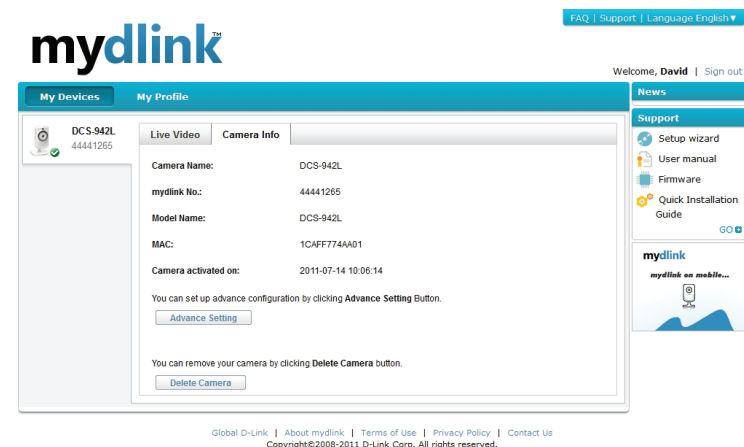 FAQ | Support | Language English▼
mydlink™
Welcome, David | Sign out
My Devices
My Profile
DCS-942L
44441265
Live Video
Camera Info
Camera Name: DCS-942L
mydlink No.: 44441265
Model Name: DCS-942L
MAC: 1CAFF774AA01
Camera activated on: 2011-07-14 10:06:14
You can set up advance configuration by clicking Advance Setting Button.
Advance Setting
You can remove your camera by clicking Delete Camera button.
Delete Camera
News
Support
Setup wizard
User manual
Firmware
Quick Installation
Guide
GO
mydlink
mydlink on mobile...
Global D-Link | About mydlink | Terms of Use | Privacy Policy | Contact Us
Copyright©2008-2011 D-Link Corp. All rights reserved.